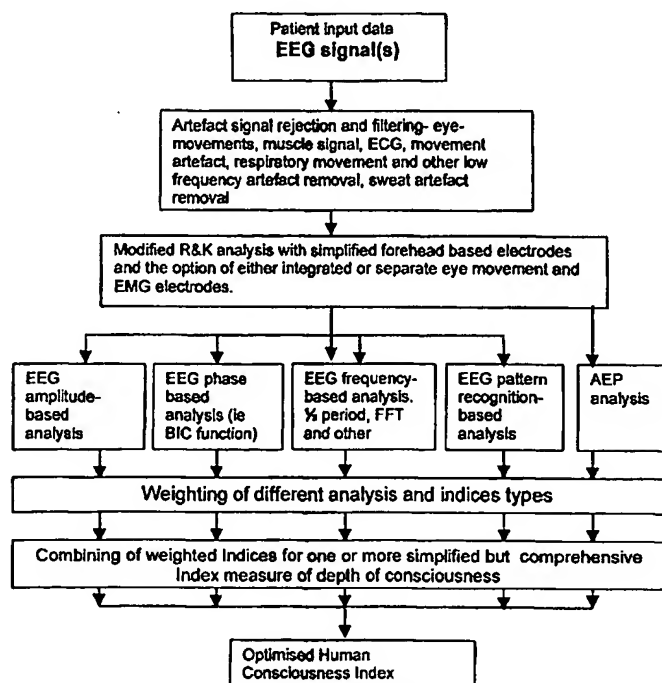 Patient input data
EEG signal(s)
Artefact signal rejection and filtering- eye-
movements, muscle signal, ECG, movement
artefact, respiratory movement and other low
frequency artefact removal, sweat artefact
removal
Modified R&K analysis with simplified forehead based electrodes
and the option of either integrated or separate eye movement and
EMG electrodes.
EEG
amplitude-
based
analysis
EEG phase
based
analysis (ie
BIC function)
EEG frequency-
based analysis.
½ period, FFT
and other
EEG pattern
recognition-
based
analysis
AEP
analysis
Weighting of different analysis and indices types
Combining of weighted Indices for one or more simplified but comprehensive
Index measure of depth of consciousness
Optimised Human
Consciousness Index